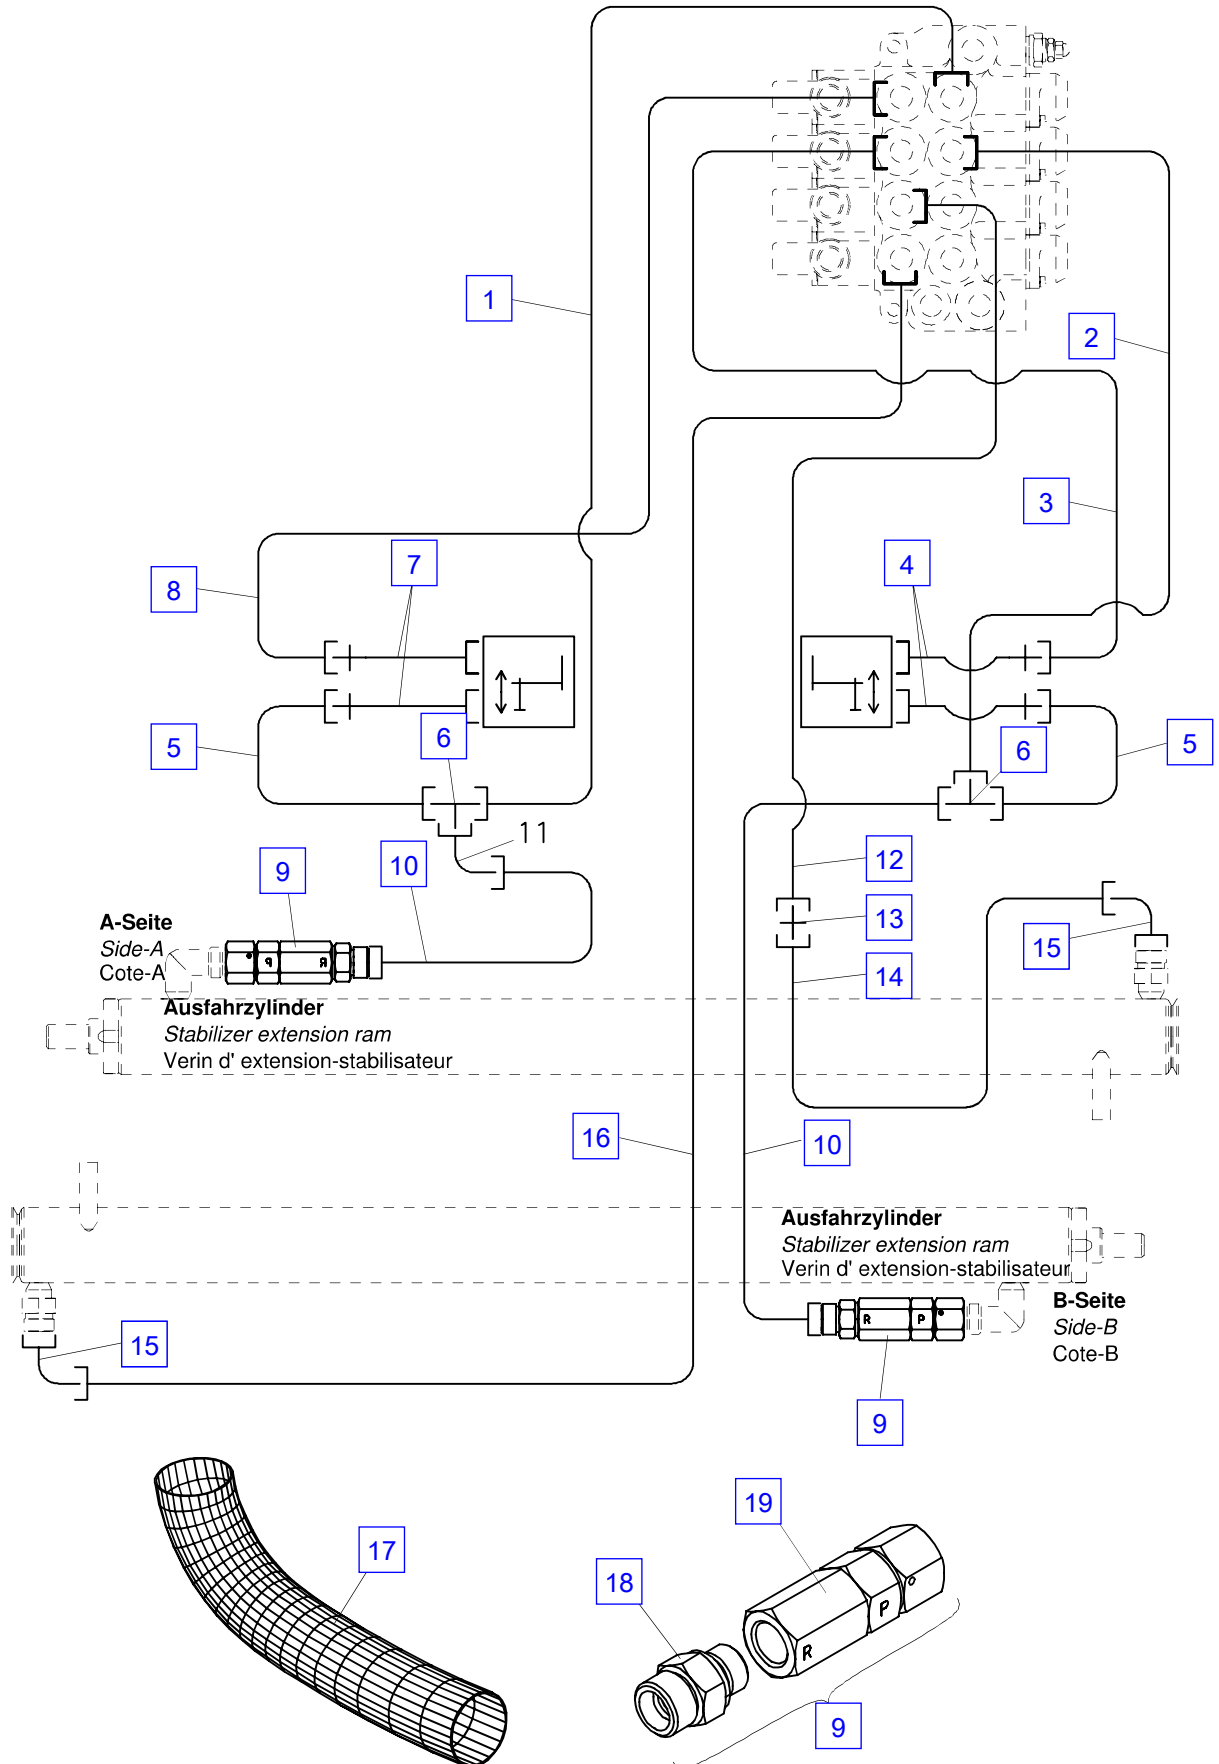 1
2
3
8
7
4
5
6
6
5
11
12
10
9
13
A-Seite
Side-A
Cote-A
15
14
P
R
Ausfahrzylinder
Stabilizer extension ram
Verin d' extension-stabilisateur
16
10
Ausfahrzylinder
Stabilizer extension ram
Verin d' extension-stabilisateur
B-Seite
Side-B
Cote-B
R
P
15
9
19
17
18
P
R
9